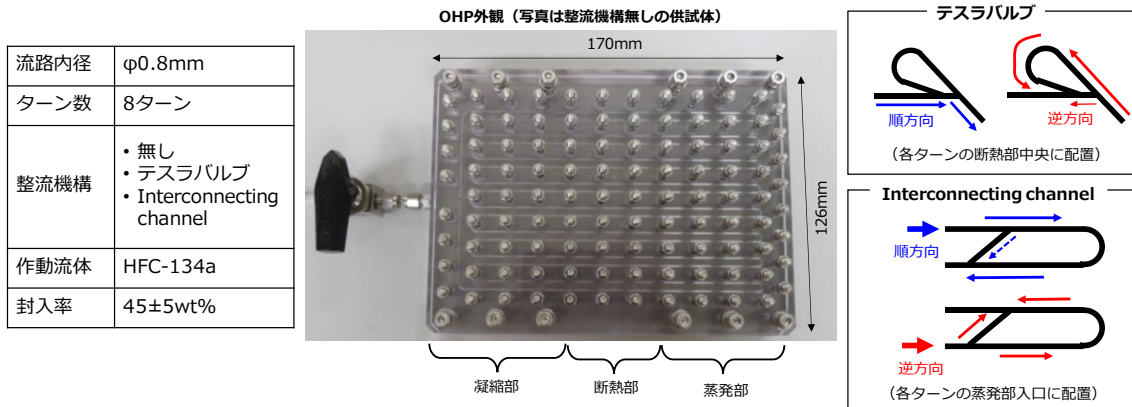 OHP外観（写真は整流機構無しの供試体）
流路内径 φ0.8mm
ターン数 8ターン
整流機構
・無し
・テスラバルブ
・Interconnecting
channel
作動流体 HFC-134a
封入率 45±5wt%
170mm
126mm
凝縮部 断熱部 蒸発部
テスラバルブ
順方向 逆方向
（各ターンの断熱部中央に配置）
Interconnecting channel
順方向
逆方向
（各ターンの蒸発部入口に配置）